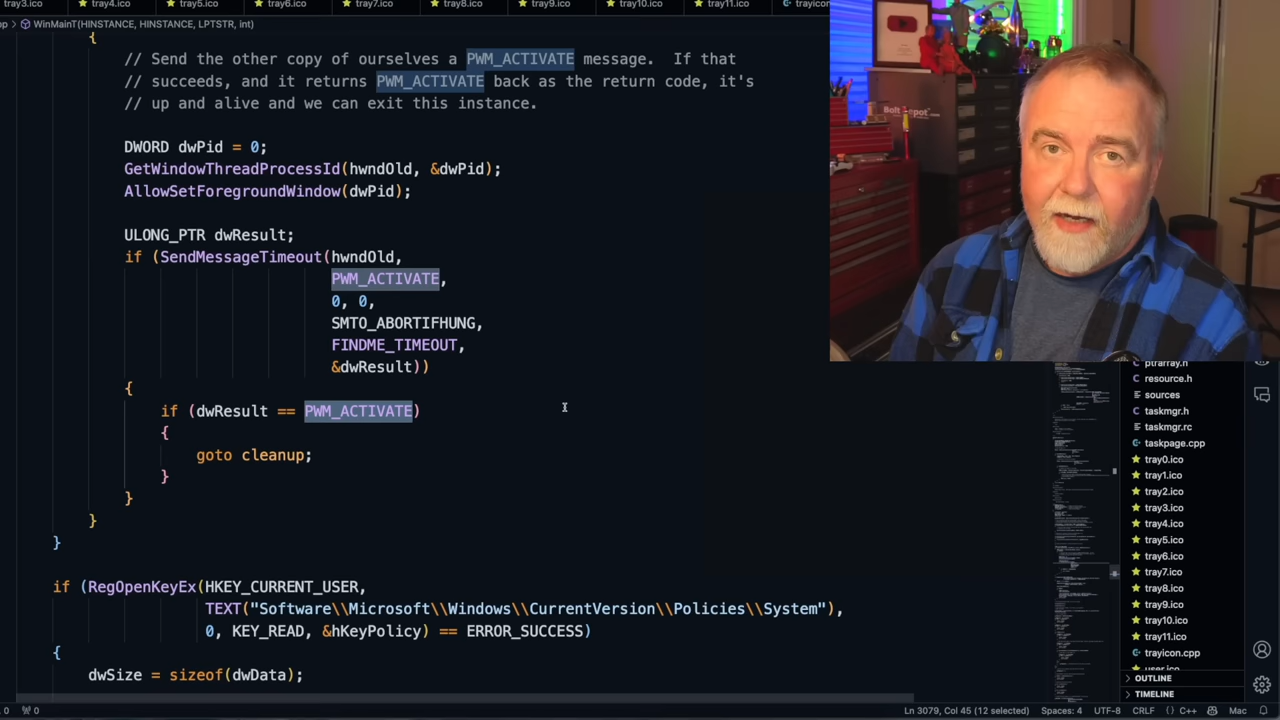 tray3.ico tray4.ico tray5.ico tray6.ico tray7.ico tray8.ico tray9.ico tray10.ico tray11.ico
WinMainT(HINSTANCE, HINSTANCE, LPTSTR, int)
{
// Send the other copy of ourselves a PWM_ACTIVATE message. If that
// succeeds, and it returns PWM_ACTIVATE back as the return code, it's
// up and alive and we can exit this instance.
DWORD dwPid = 0;
GetWindowThreadProcessId(hwndOld, &dwPid);
AllowSetForegroundWindow(dwPid);
ULONG_PTR dwResult;
if (SendMessageTimeout(hwndOld,
PWM_ACTIVATE,
0, 0,
SMTO_ABORTIFHUNG,
FINDME_TIMEOUT,
&dwResult))
{
if (dwResult == PWM_ACTIVATE)
{
goto cleanup;
}
}
}
}
if (RegOpenKeyEx(HKEY_CURRENT_USER,
TEXT("Software\\Microsoft\\Windows\\CurrentVersion\\Policies\\System"),
0, KEY_READ, &hKeyPolicy) == ERROR_SUCCESS)
{
dwSize = sizeof(dwData);
Bolt Depot.com
ptrarray.h
resource.h
sources
taskmgr.h
taskmgr.rc
taskpage.cpp
tray0.ico
tray1.ico
tray2.ico
tray3.ico
tray4.ico
tray5.ico
tray6.ico
tray7.ico
tray8.ico
tray9.ico
tray10.ico
tray11.ico
trayicon.cpp
user.ico
OUTLINE
TIMELINE
0 0 Ln 3079, Col 45 (12 selected) Spaces: 4 UTF-8 CRLF {} C++ Mac